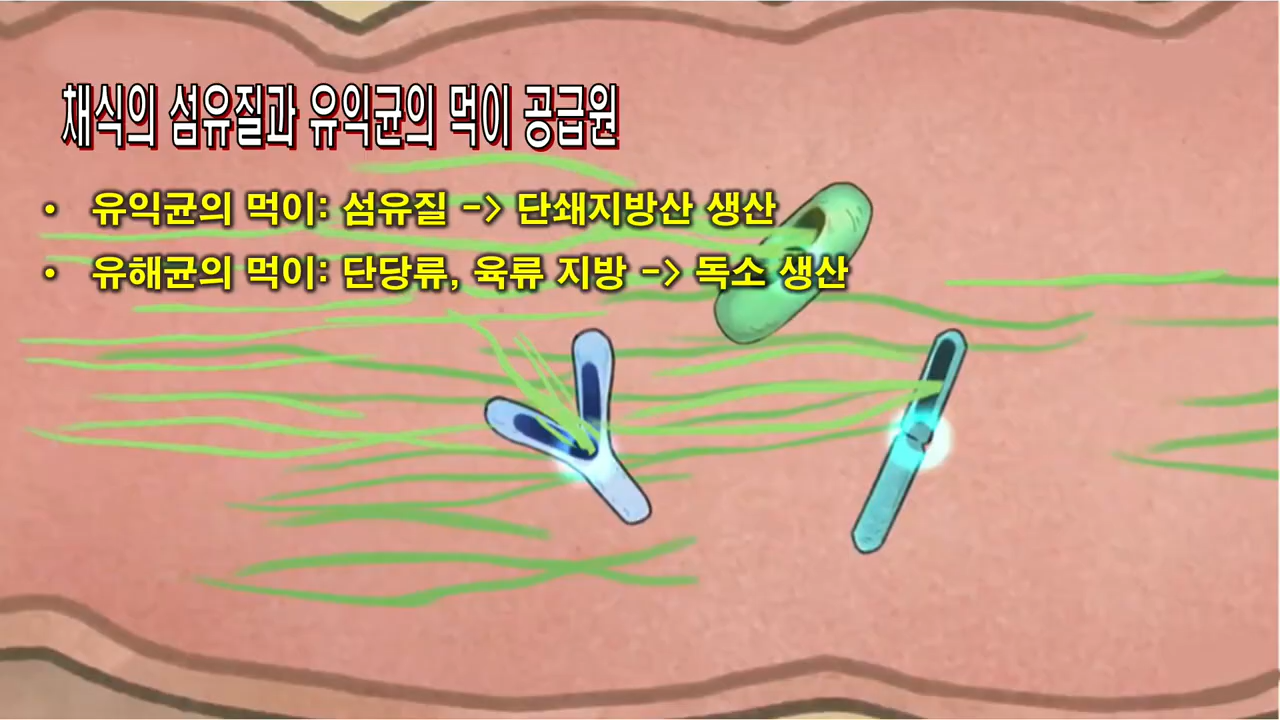 채식의 섬유질과 유익균의 먹이 공급원
• 유익균의 먹이: 섬유질 -> 단쇄지방산 생산
• 유해균의 먹이: 단당류, 육류 지방 -> 독소 생산